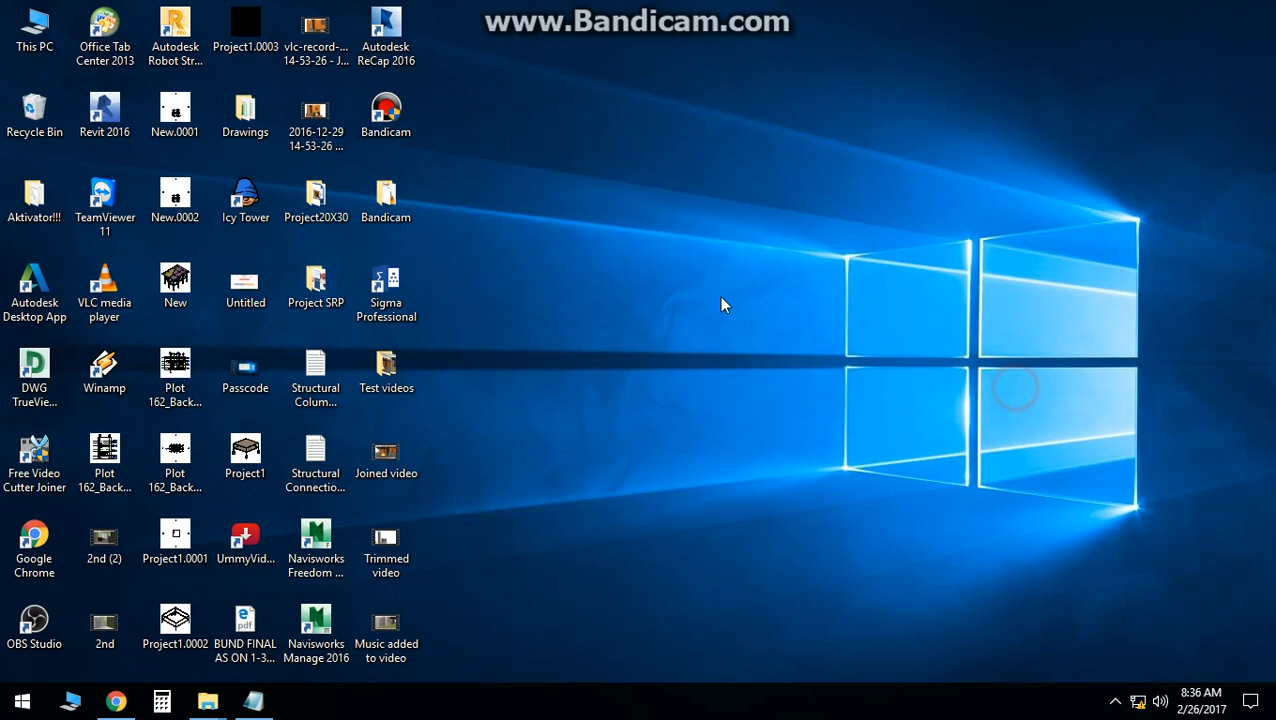 www.Bandicam.com
This PC
Office Tab
Center 2013
Autodesk
Robot Str...
Project1.0003
vlc-record-...
14-53-26 - J...
Autodesk
ReCap 2016
Recycle Bin
Revit 2016
New.0001
Drawings
2016-12-29
14-53-26 ...
Bandicam
Aktivator!!!
TeamViewer
11
New.0002
Icy Tower
Project20X30
Bandicam
Autodesk
Desktop App
VLC media
player
New
Untitled
Project SRP
Sigma
Professional
DWG
TrueVie...
Winamp
Plot
162_Back...
Passcode
Structural
Colum...
Test videos
Free Video
Cutter Joiner
Plot
162_Back...
Plot
162_Back...
Project1
Structural
Connectio...
Joined video
Google
Chrome
2nd (2)
Project1.0001
UmmyVid...
Navisworks
Freedom ...
Trimmed
video
OBS Studio
2nd
Project1.0002
BUND FINAL
AS ON 1-3...
Navisworks
Manage 2016
Music added
to video
8:36 AM
2/26/2017